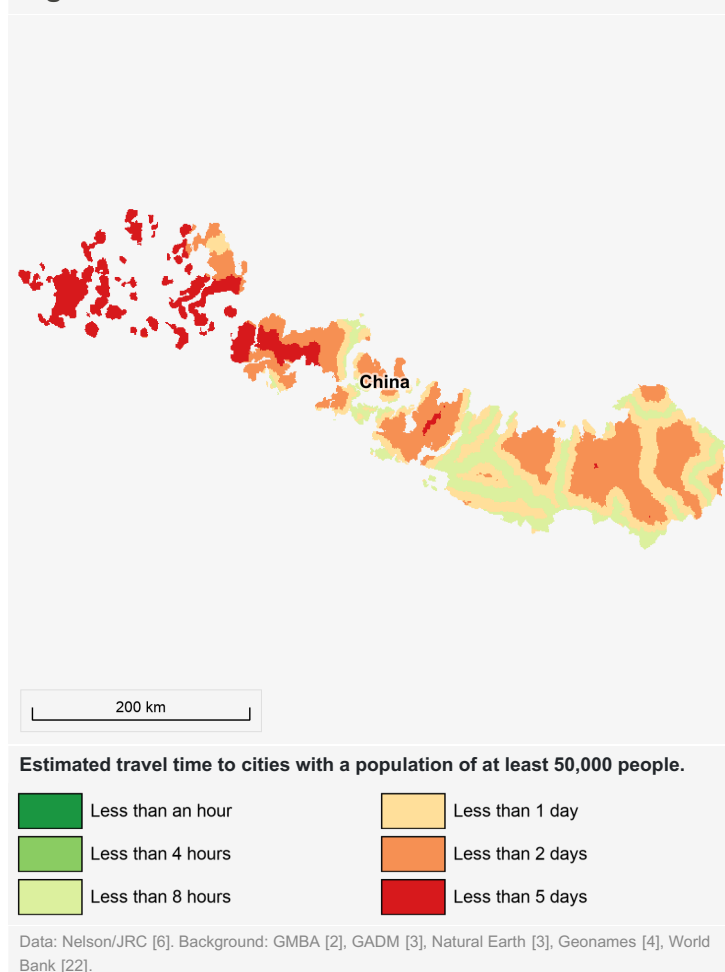 China
200 km
Estimated travel time to cities with a population of at least 50,000 people.
Less than an hour
Less than 1 day
Less than 4 hours
Less than 2 days
Less than 8 hours
Less than 5 days
Data: Nelson/JRC [6]. Background: GMBA [2], GADM [3], Natural Earth [3], Geonames [4], World
Bank [22].